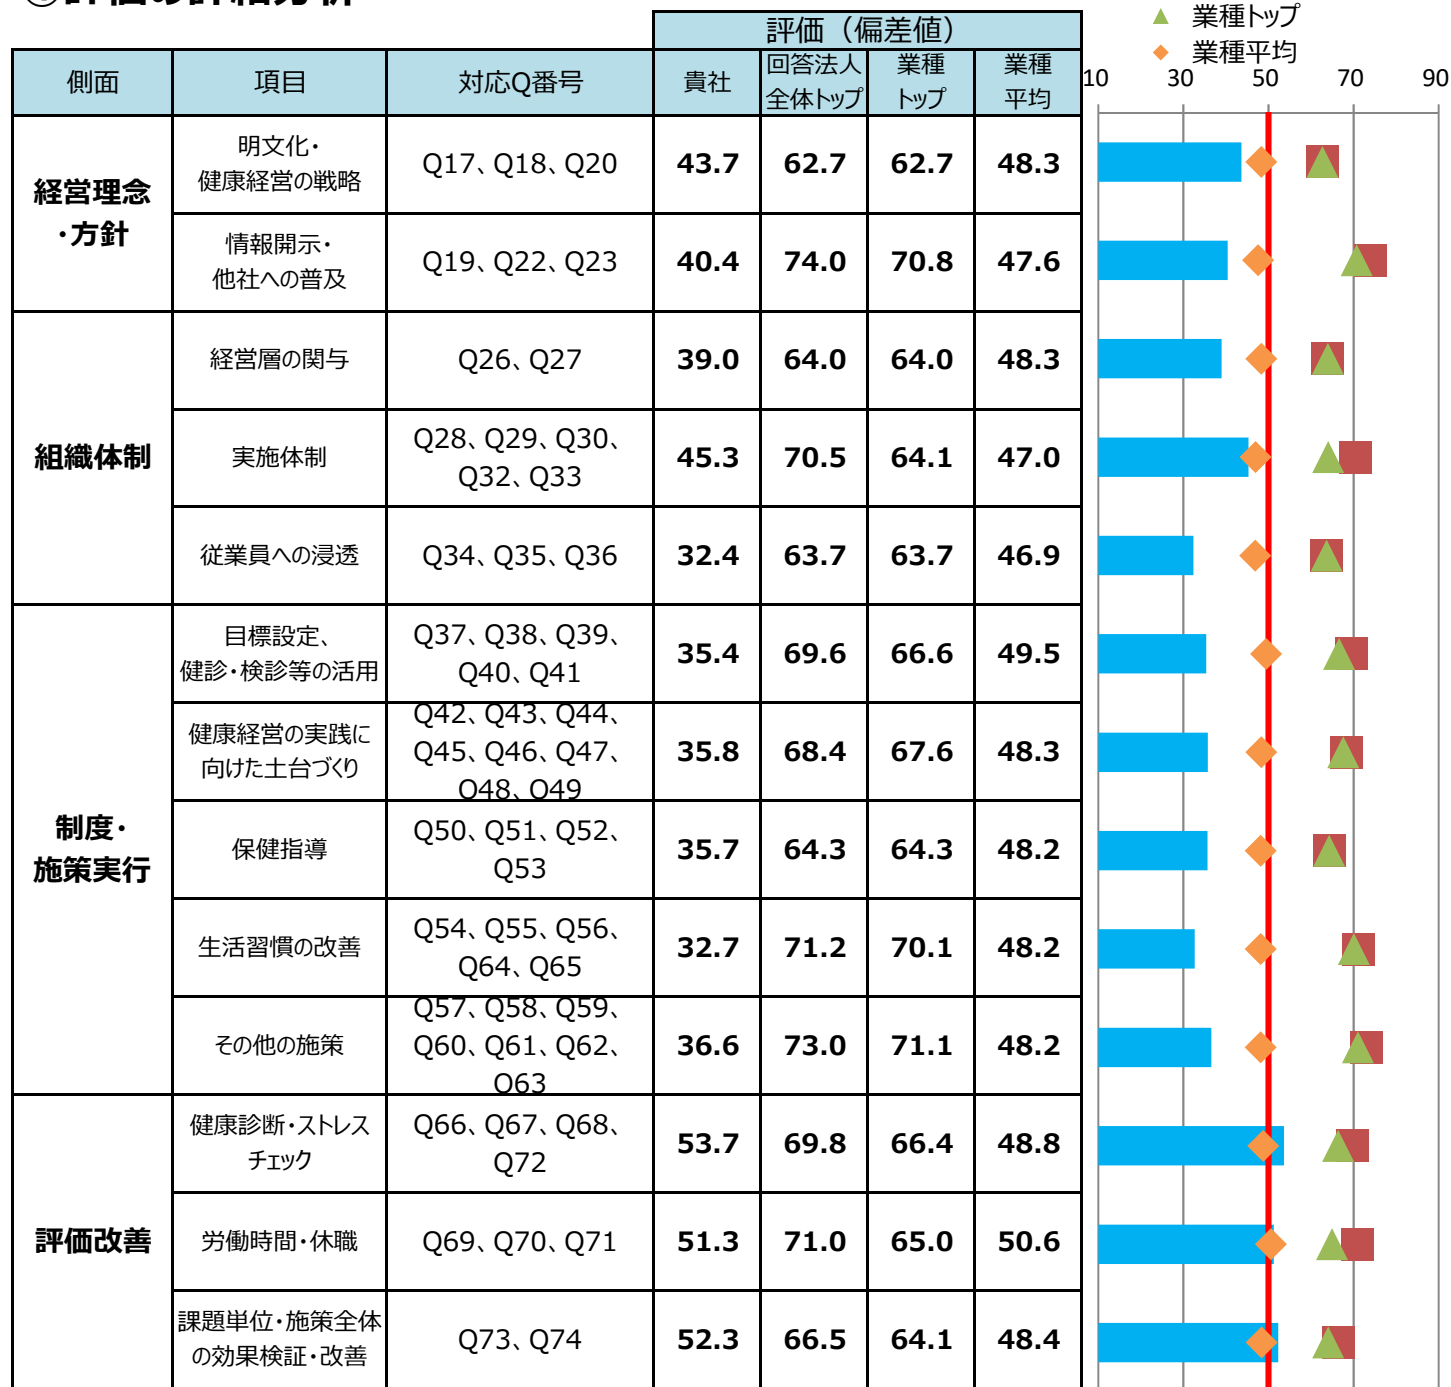 ①評価の詳細分析
▲ 業種トップ
◆ 業種平均
評価（偏差値）
側面 項目 対応Q番号 貴社 回答法人 業種 業種
全体トップ トップ 平均
10 30 50 70 90
経営理念
・方針
明文化・
健康経営の戦略
Q17、Q18、Q20 43.7 62.7 62.7 48.3
情報開示・
他社への普及
Q19、Q22、Q23 40.4 74.0 70.8 47.6
組織体制
経営層の関与 Q26、Q27 39.0 64.0 64.0 48.3
実施体制
Q28、Q29、Q30、
Q32、Q33
45.3 70.5 64.1 47.0
従業員への浸透 Q34、Q35、Q36 32.4 63.7 63.7 46.9
制度・
施策実行
目標設定、
健診・検診等の活用
Q37、Q38、Q39、
Q40、Q41
35.4 69.6 66.6 49.5
健康経営の実践に
向けた土台づくり
Q42、Q43、Q44、
Q45、Q46、Q47、
Q48、Q49
35.8 68.4 67.6 48.3
保健指導
Q50、Q51、Q52、
Q53
35.7 64.3 64.3 48.2
生活習慣の改善
Q54、Q55、Q56、
Q64、Q65
32.7 71.2 70.1 48.2
その他の施策
Q57、Q58、Q59、
Q60、Q61、Q62、
Q63
36.6 73.0 71.1 48.2
評価改善
健康診断・ストレス
チェック
Q66、Q67、Q68、
Q72
53.7 69.8 66.4 48.8
労働時間・休職 Q69、Q70、Q71 51.3 71.0 65.0 50.6
課題単位・施策全体
の効果検証・改善
Q73、Q74 52.3 66.5 64.1 48.4